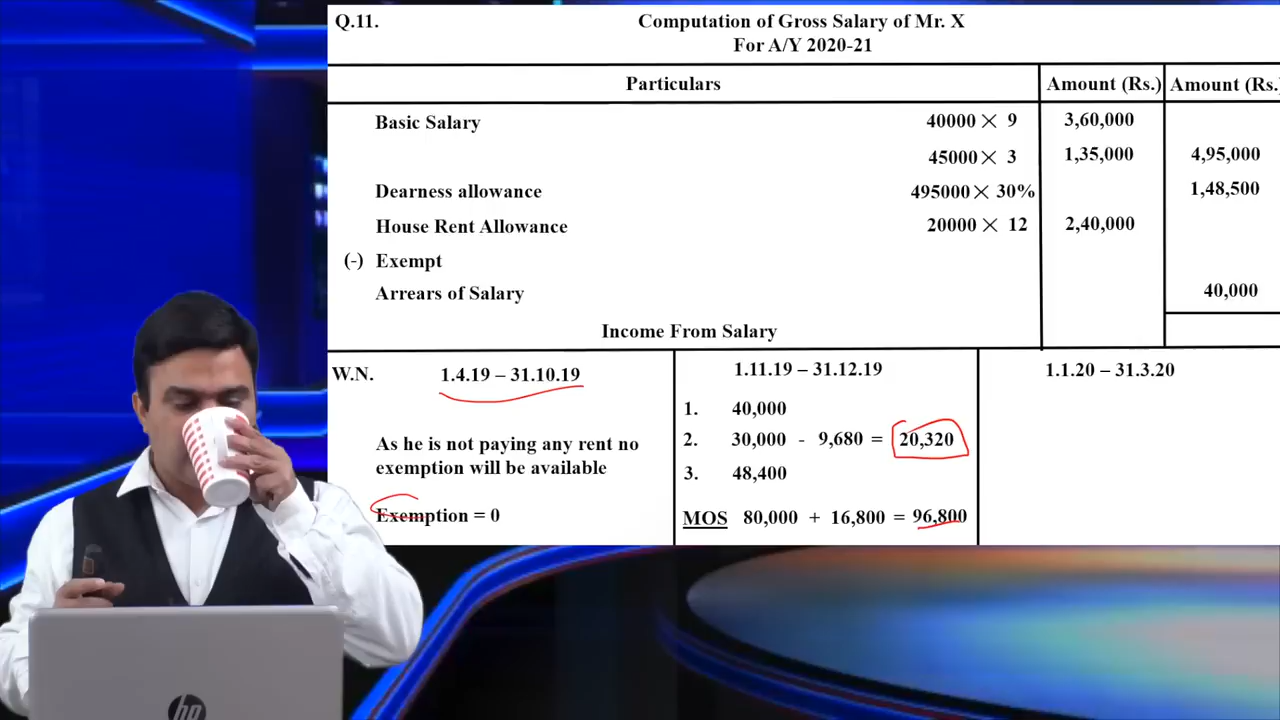 Q.11. Computation of Gross Salary of Mr. X
For A/Y 2020-21
Particulars Amount (Rs.) Amount (Rs.
Basic Salary 40000 × 9 3,60,000
45000 × 3 1,35,000 4,95,000
Dearness allowance 495000 × 30% 1,48,500
House Rent Allowance 20000 × 12 2,40,000
(-) Exempt
Arrears of Salary 40,000
Income From Salary
W.N. 1.4.19 – 31.10.19
As he is not paying any rent no
exemption will be available
Exemption = 0
1.11.19 – 31.12.19
1. 40,000
2. 30,000 - 9,680 = 20,320
3. 48,400
MOS 80,000 + 16,800 = 96,800
1.1.20 – 31.3.20
hp